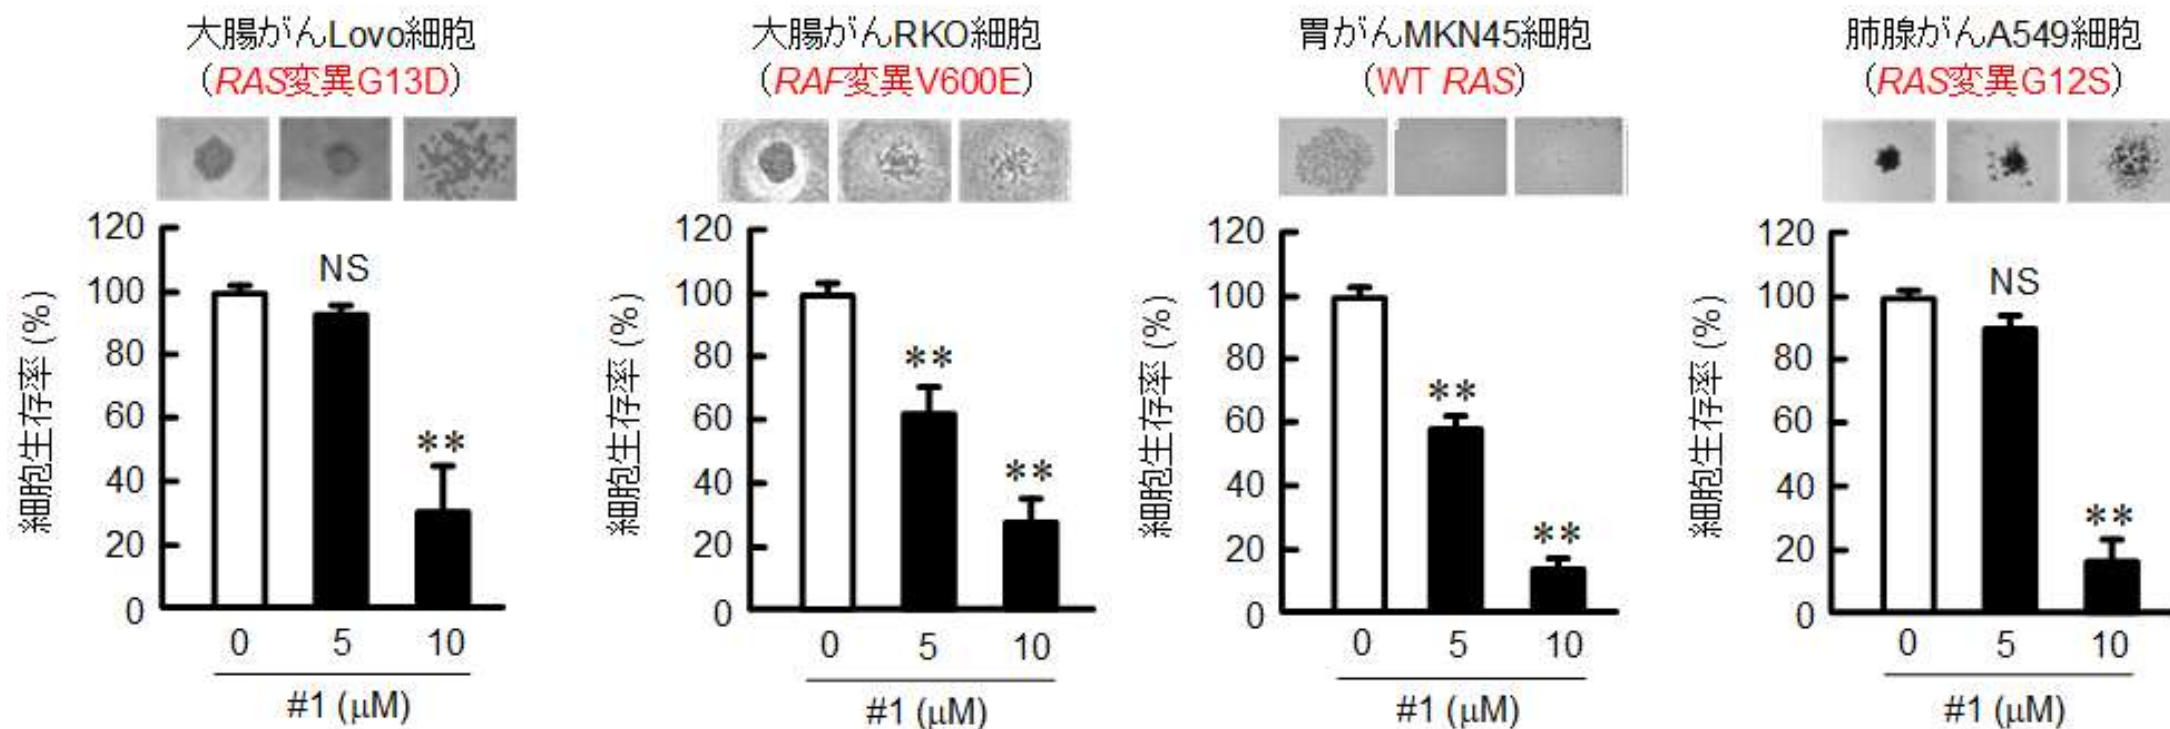 大腸がんLovo細胞
（RAS変異G13D）
120
100
80
60
40
20
0
細胞生存率 (%)
NS
**
0 5 10
#1 (μM)
大腸がんRKO細胞
（RAF変異V600E）
120
100
80
60
40
20
0
細胞生存率 (%)
**
**
0 5 10
#1 (μM)
胃がんMKN45細胞
（WT RAS）
120
100
80
60
40
20
0
細胞生存率 (%)
**
**
0 5 10
#1 (μM)
肺腺がんA549細胞
（RAS変異G12S）
120
100
80
60
40
20
0
細胞生存率 (%)
NS
**
0 5 10
#1 (μM)